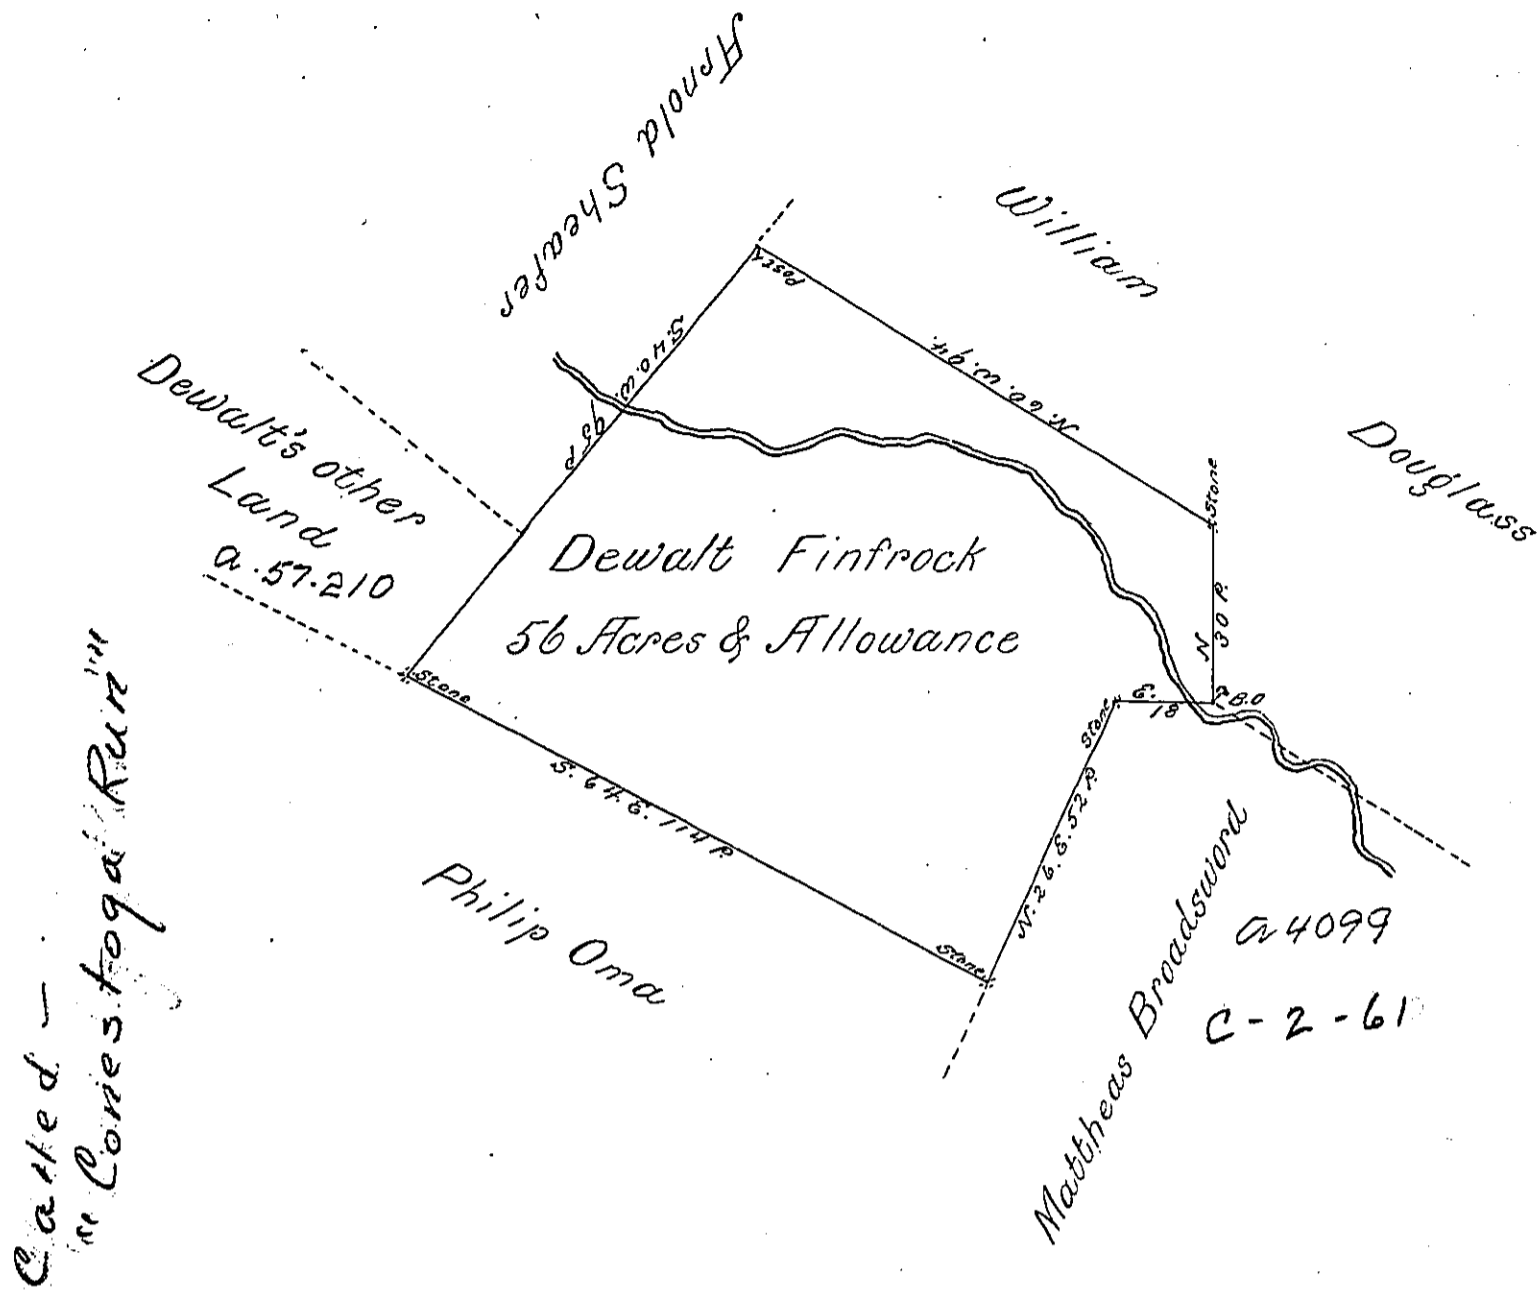 Arnold Sheafer
William
Douglass
Dewalt's other
Land
a.57.210
Post
S. 40. W.
95 P
N. 60. W. 94.
Stone
N
30 P.
B.O
E.
18
Stone
N. 26. E. 52 P.
Stone
S. 64. E. 114 P.
Stone
Dewalt Finfrock
56 Acres & Allowance
Philip Oma
Mattheas Broadsword
a 4099
C-2-61
Called -
"Conestoga Run"